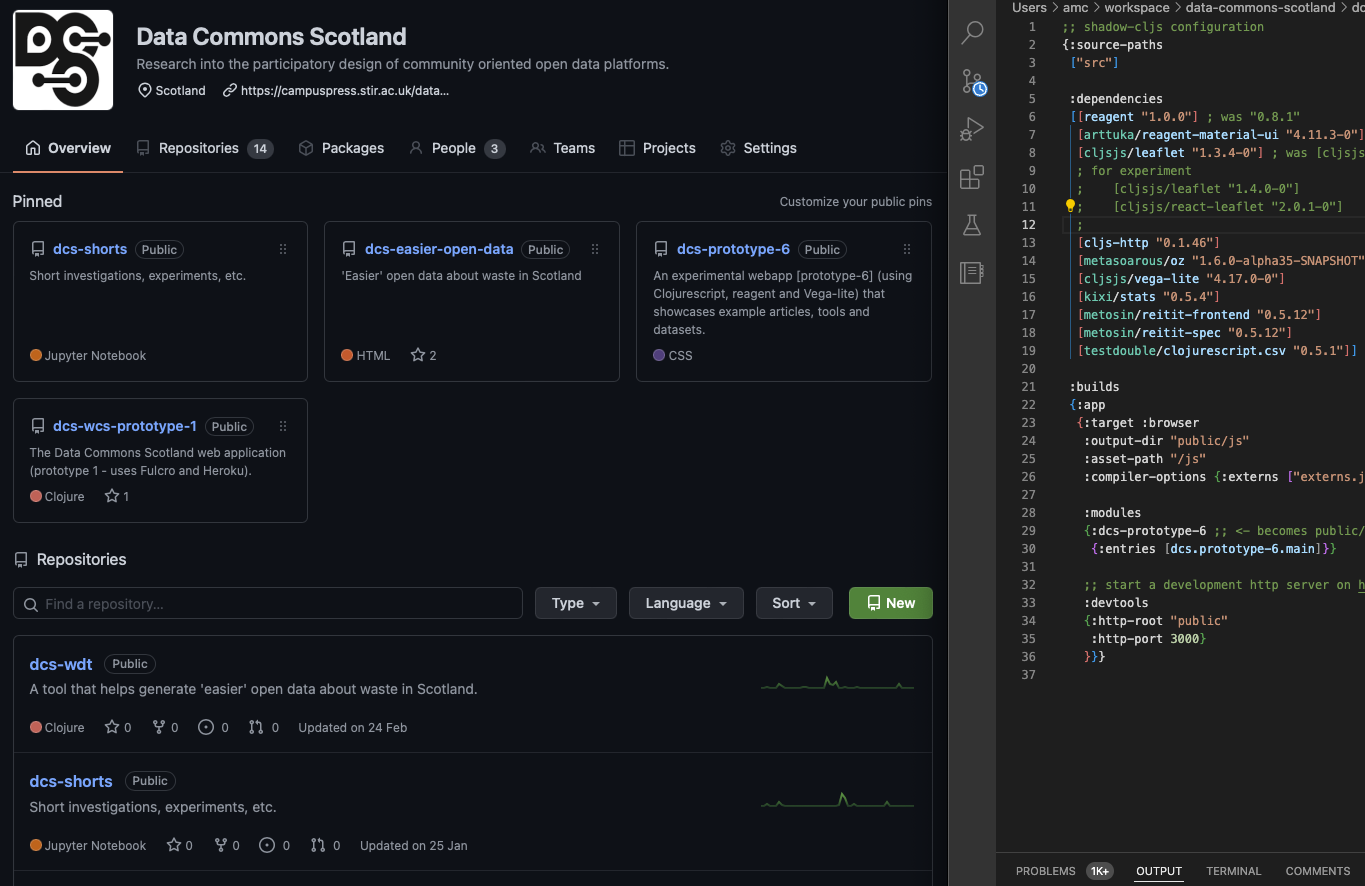 DCS
Data Commons Scotland
Research into the participatory design of community oriented open data platforms.
Scotland https://campuspress.stir.ac.uk/data...
Overview Repositories 14 Packages People 3 Teams Projects Settings
Pinned Customize your public pins
dcs-shorts Public
Short investigations, experiments, etc.
Jupyter Notebook
dcs-easier-open-data Public
'Easier' open data about waste in Scotland
HTML 2
dcs-prototype-6 Public
An experimental webapp [prototype-6] (using
Clojurescript, reagent and Vega-lite) that
showcases example articles, tools and
datasets.
CSS
dcs-wcs-prototype-1 Public
The Data Commons Scotland web application
(prototype 1 - uses Fulcro and Heroku).
Clojure 1
Repositories
Find a repository... Type Language Sort New
dcs-wdt Public
A tool that helps generate 'easier' open data about waste in Scotland.
Clojure 0 0 0 0 Updated on 24 Feb
dcs-shorts Public
Short investigations, experiments, etc.
Jupyter Notebook 0 0 0 0 Updated on 25 Jan
Users > amc > workspace > data-commons-scotland > dc
1 ;; shadow-cljs configuration
2 {:source-paths
3 ["src"]
4
5 :dependencies
6 [[reagent "1.0.0"] ; was "0.8.1"
7 [arttuka/reagent-material-ui "4.11.3-0"]
8 [cljsjs/leaflet "1.3.4-0"] ; was [cljsjs
9 ; for experiment
10 ; [cljsjs/leaflet "1.4.0-0"]
11 ; [cljsjs/react-leaflet "2.0.1-0"]
12 ;
13 [cljs-http "0.1.46"]
14 [metasoarous/oz "1.6.0-alpha35-SNAPSHOT"
15 [cljsjs/vega-lite "4.17.0-0"]
16 [kixi/stats "0.5.4"]
17 [metosin/reitit-frontend "0.5.12"]
18 [metosin/reitit-spec "0.5.12"]
19 [testdouble/clojurescript.csv "0.5.1"]]
20
21 :builds
22 {:app
23 {:target :browser
24 :output-dir "public/js"
25 :asset-path "/js"
26 :compiler-options {:externs ["externs.j
27
28 :modules
29 {:dcs-prototype-6 ;; <- becomes public/
30 {:entries [dcs.prototype-6.main]}}
31
32 ;; start a development http server on h
33 :devtools
34 {:http-root "public"
35 :http-port 3000}
36 }}}
37
PROBLEMS 1K+ OUTPUT TERMINAL COMMENTS